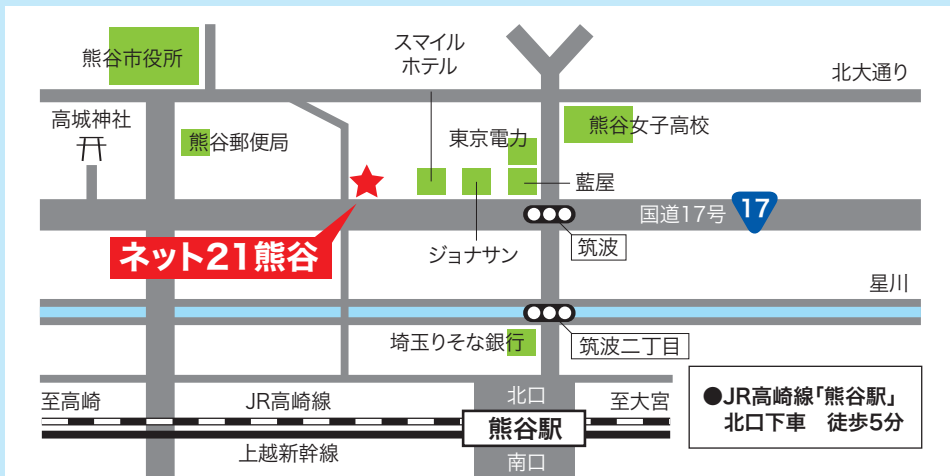 スマイル
ホテル
熊谷市役所
北大通り
高城神社
熊谷郵便局
東京電力
熊谷女子高校
藍屋
国道17号
17
ネット21熊谷
ジョナサン
筑波
星川
埼玉りそな銀行
筑波二丁目
至高崎
JR高崎線
北口
至大宮
熊谷駅
上越新幹線
南口
●JR高崎線「熊谷駅」
北口下車　徒歩5分